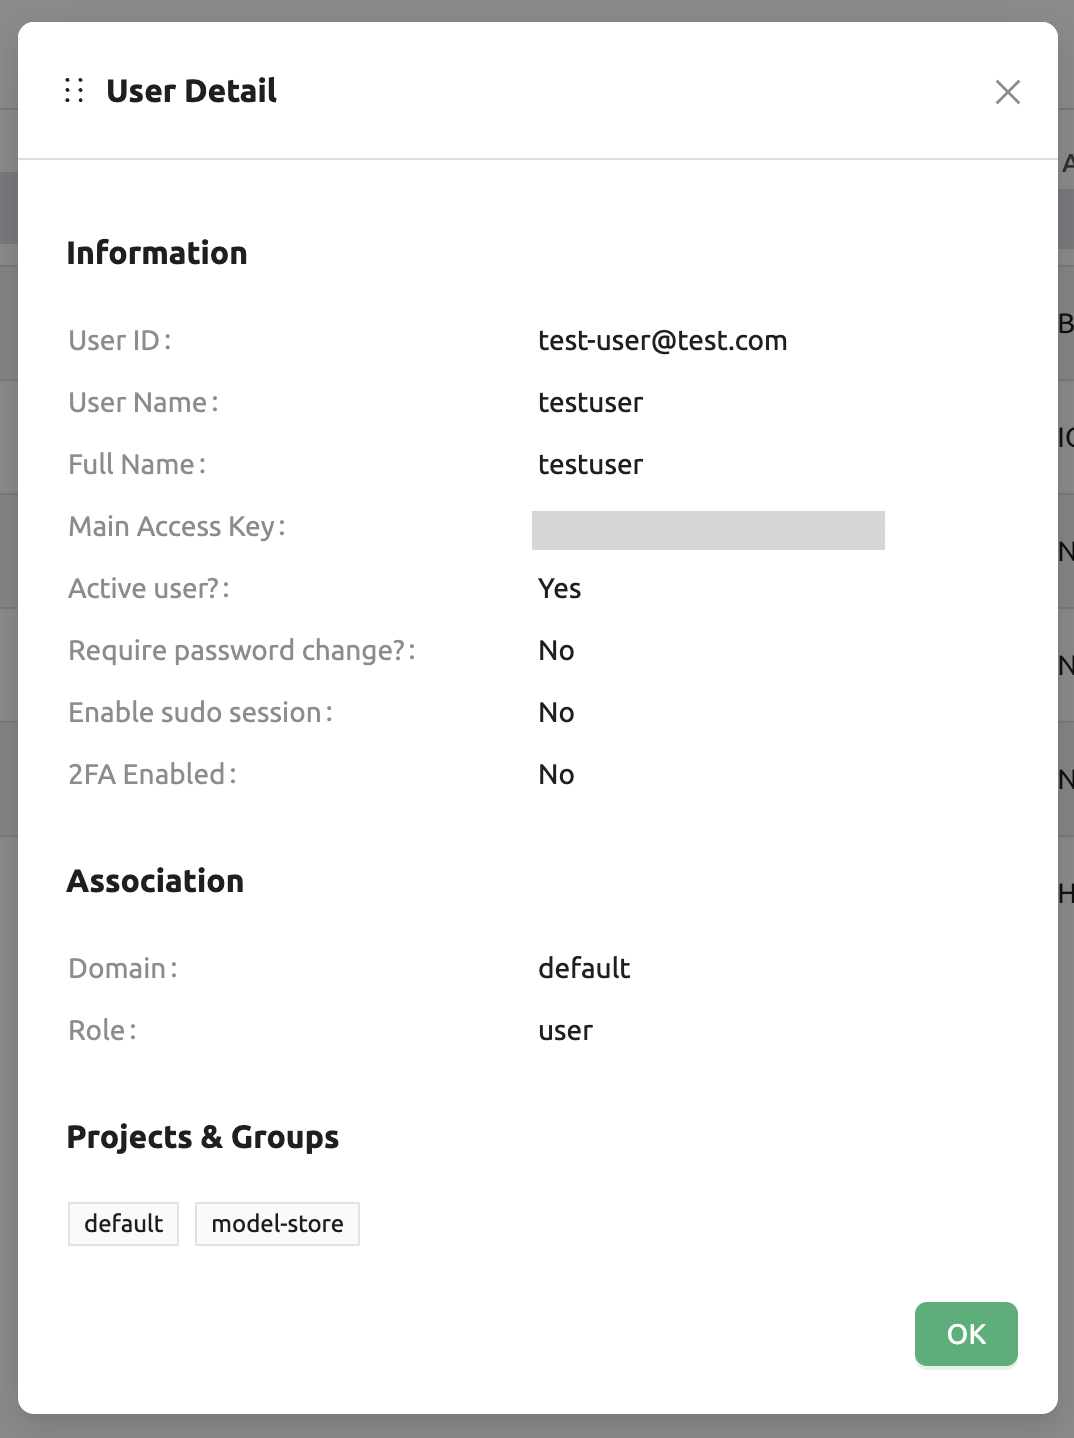 User Detail
Information
User ID :
test-user@test.com
User Name :
testuser
Full Name :
testuser
Main Access Key :
Active user? :
Yes
Require password change? :
No
Enable sudo session :
No
2FA Enabled :
No
Association
Domain :
default
Role :
user
Projects & Groups
default
model-store
OK